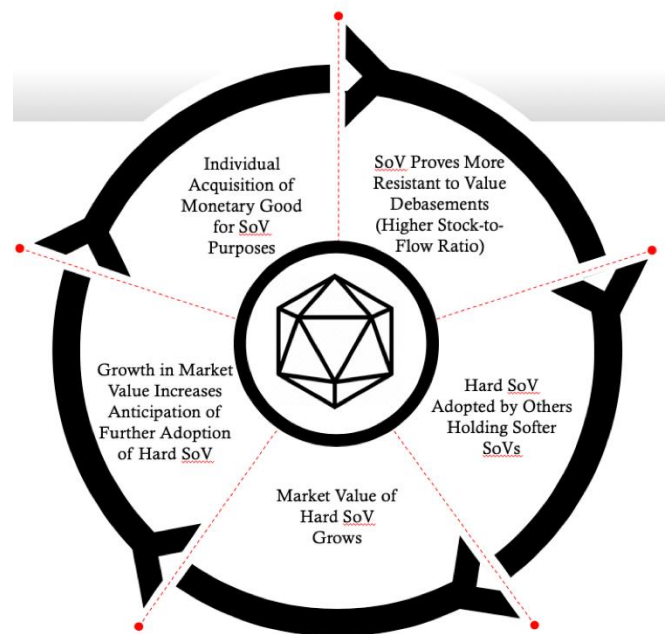 Individual
Acquisition of
Monetary Good
for SoV
Purposes
SoV Proves More
Resistant to Value
Debasements
(Higher Stock-to-
Flow Ratio)
Hard SoV
Adopted by Others
Holding Softer
SoVs
Market Value of
Hard SoV
Grows
Growth in Market
Value Increases
Anticipation of
Further Adoption
of Hard SoV